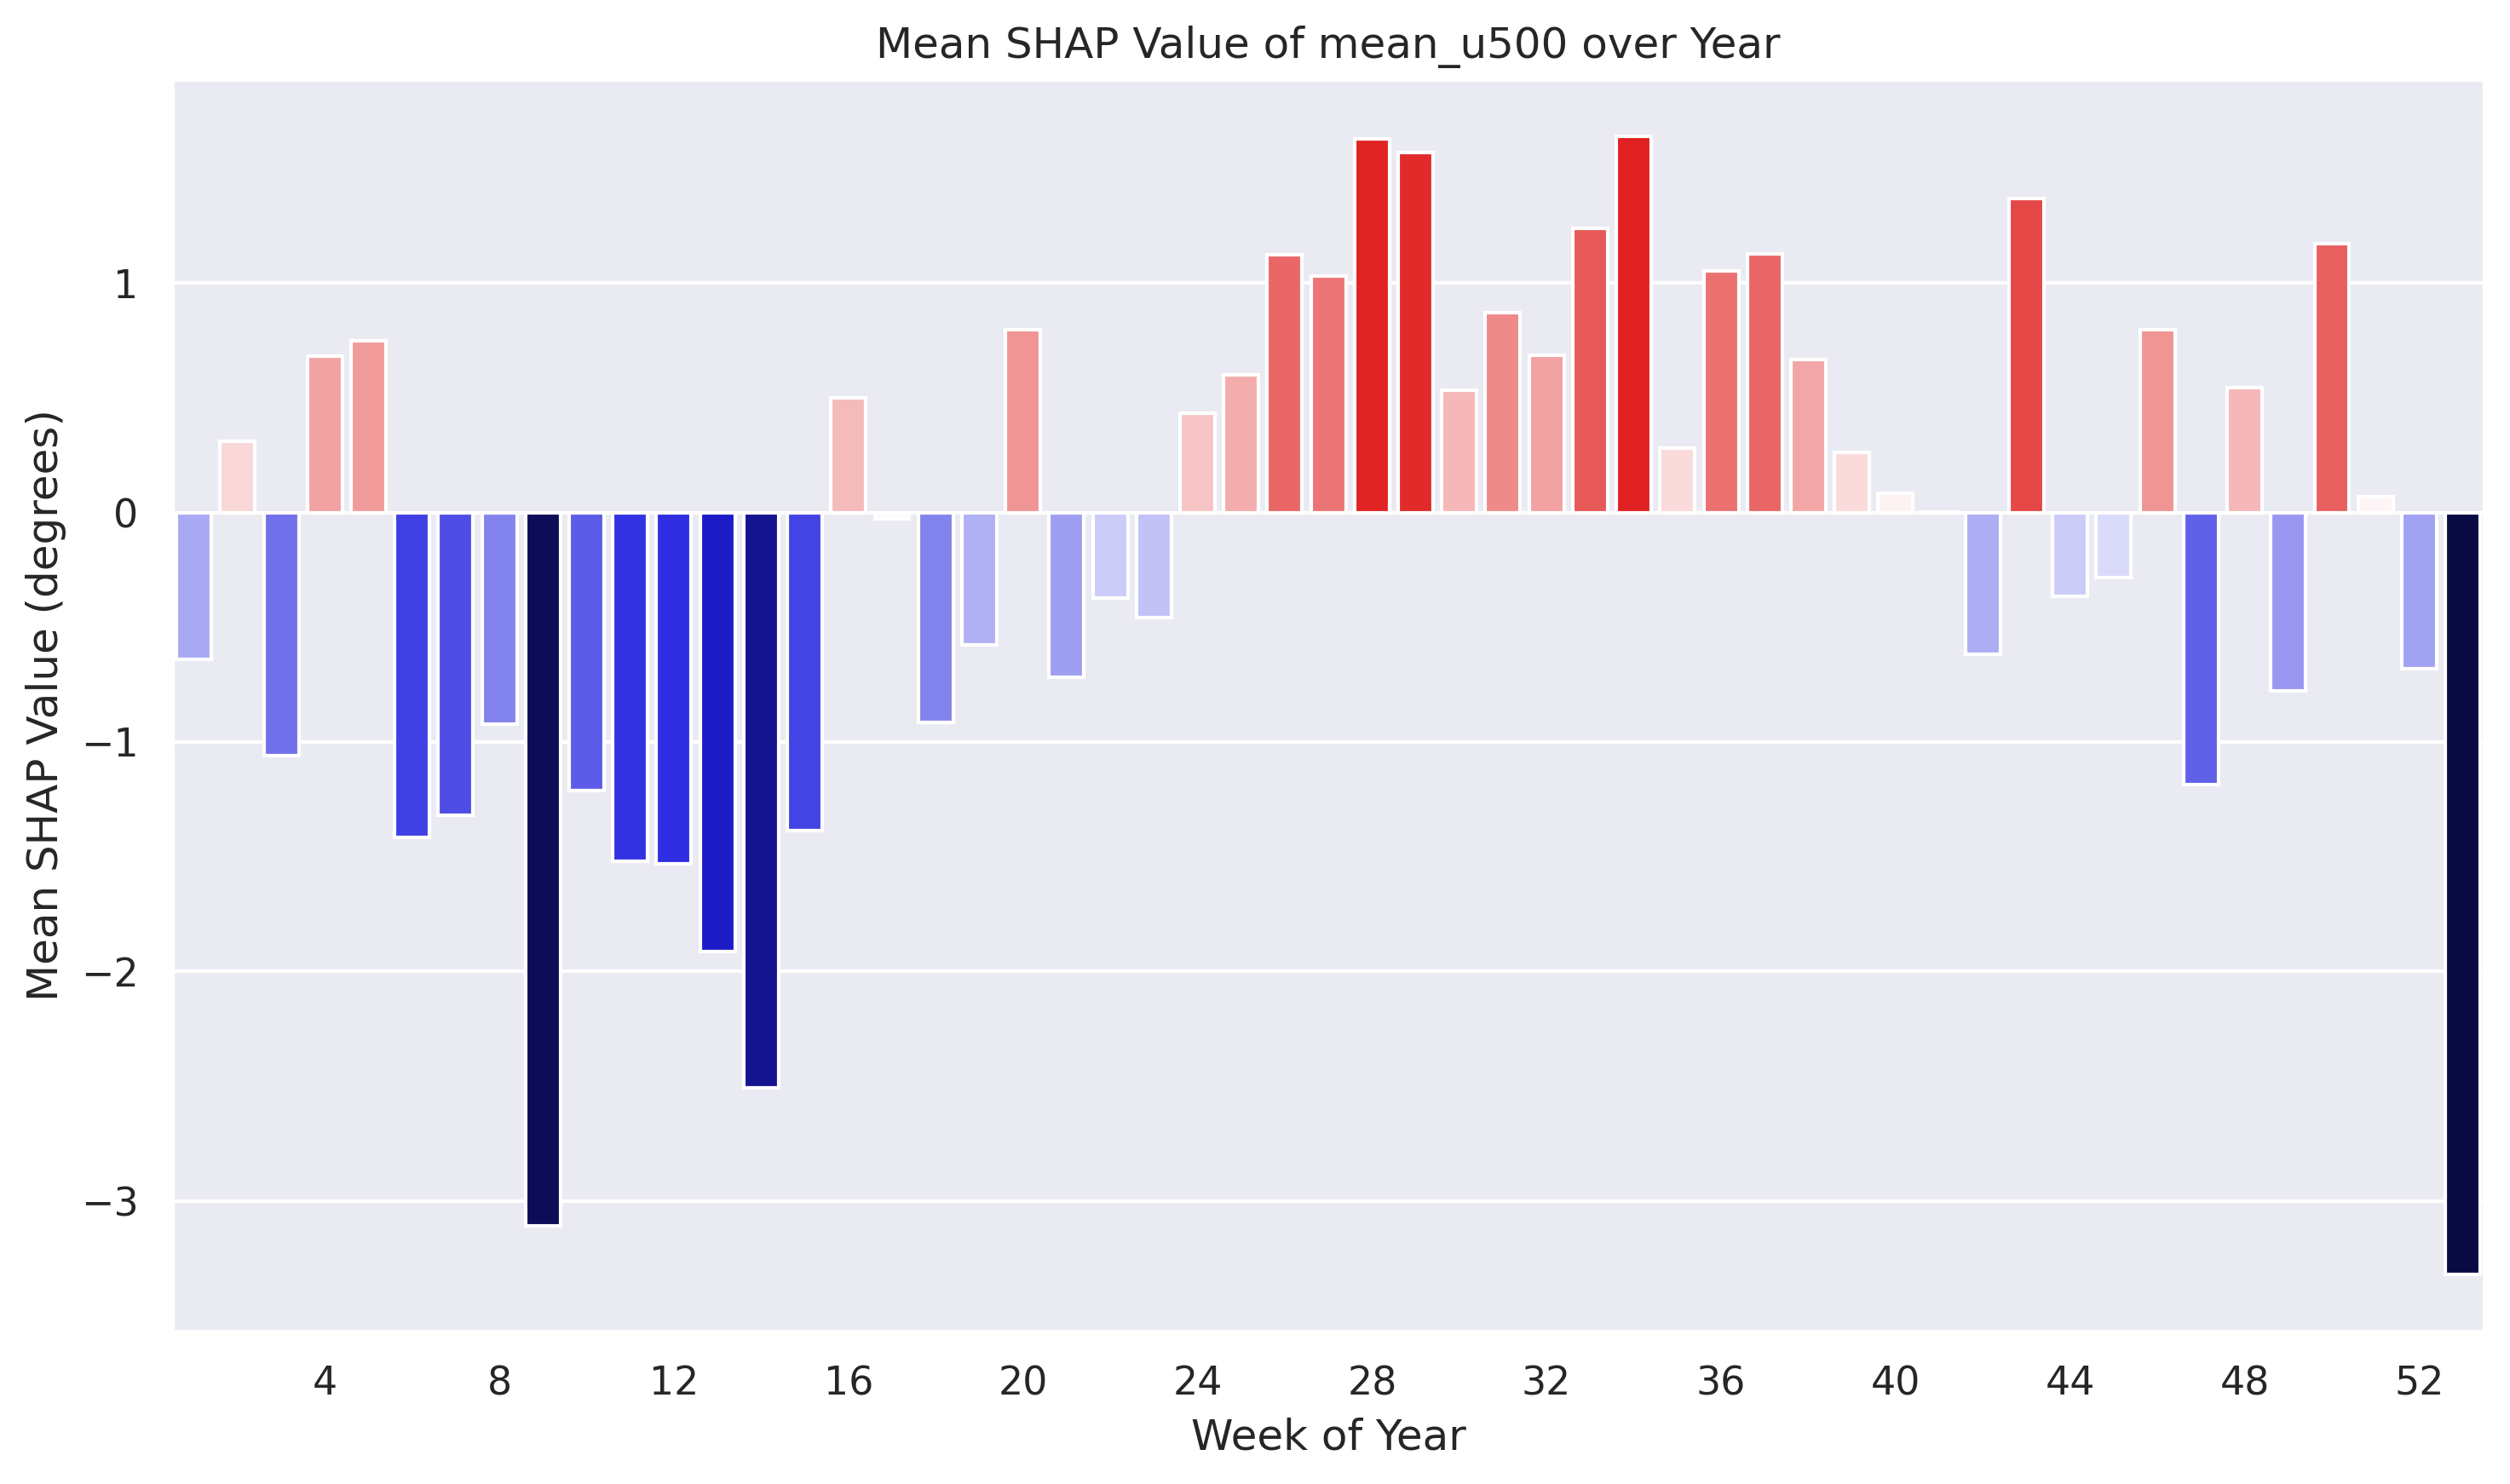 Mean SHAP Value of mean_u500 over Year
Mean SHAP Value (degrees)
1
0
−1
−2
−3
4 8 12 16 20 24 28 32 36 40 44 48 52
Week of Year